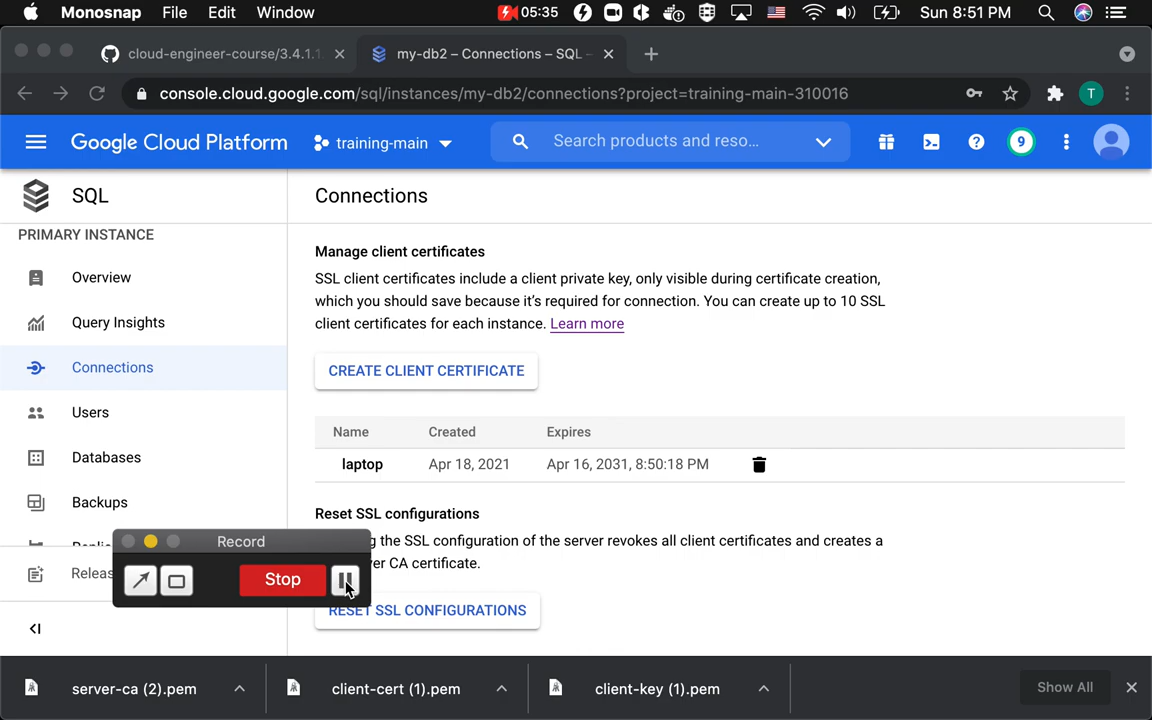 Monosnap File Edit Window 05:35 Sun 8:51 PM
cloud-engineer-course/3.4.1.1 my-db2 – Connections – SQL –
console.cloud.google.com/sql/instances/my-db2/connections?project=training-main-310016 T
Google Cloud Platform training-main Search products and reso... 9
SQL Connections
PRIMARY INSTANCE
Overview
Query Insights
Connections
Users
Databases
Backups
Releas
Manage client certificates
SSL client certificates include a client private key, only visible during certificate creation,
which you should save because it's required for connection. You can create up to 10 SSL
client certificates for each instance. Learn more
CREATE CLIENT CERTIFICATE
Name Created Expires
laptop Apr 18, 2021 Apr 16, 2031, 8:50:18 PM
Reset SSL configurations
g the SSL configuration of the server revokes all client certificates and creates a
ver CA certificate.
RESET SSL CONFIGURATIONS
Record
Stop
server-ca (2).pem client-cert (1).pem client-key (1).pem Show All